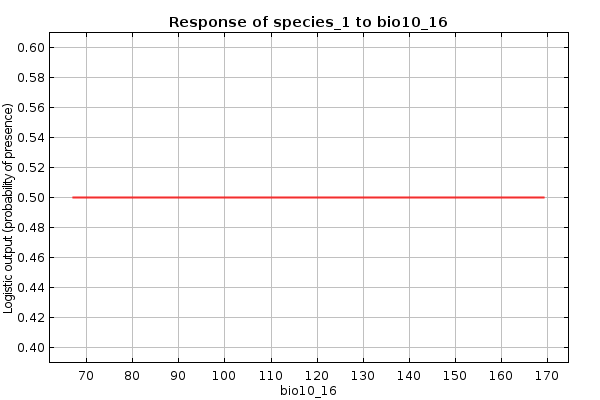 Response of species_1 to bio10_16
Logistic output (probability of presence)
0.60
0.58
0.56
0.54
0.52
0.50
0.48
0.46
0.44
0.42
0.40
70 80 90 100 110 120 130 140 150 160 170
bio10_16